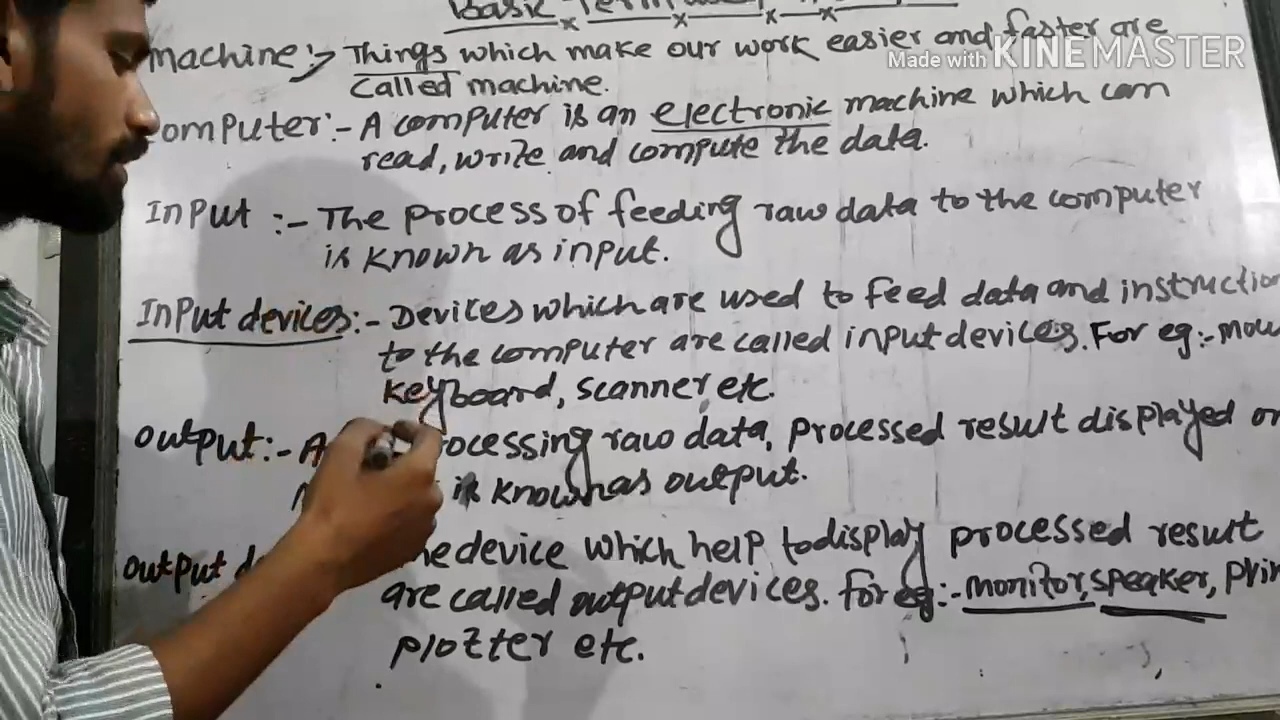 Basic
machine:- Things which make our work easier and faster are
called machine.
Made with KINEMASTER
omputer:- A computer is an electronic machine which can
read, write and compute the data.
Input :- The process of feeding raw data to the computer
is known as input.
Input devices:- Devices which are used to feed data and instructio
to the computer are called input devices. For eg:- mou
keyboard, scanner etc.
output:- A ocessing raw data, processed result displayed on
is known as output.
output de he device which help to display processed result
are called output devices. for eg:- monitor, speaker, prin
plotter etc.